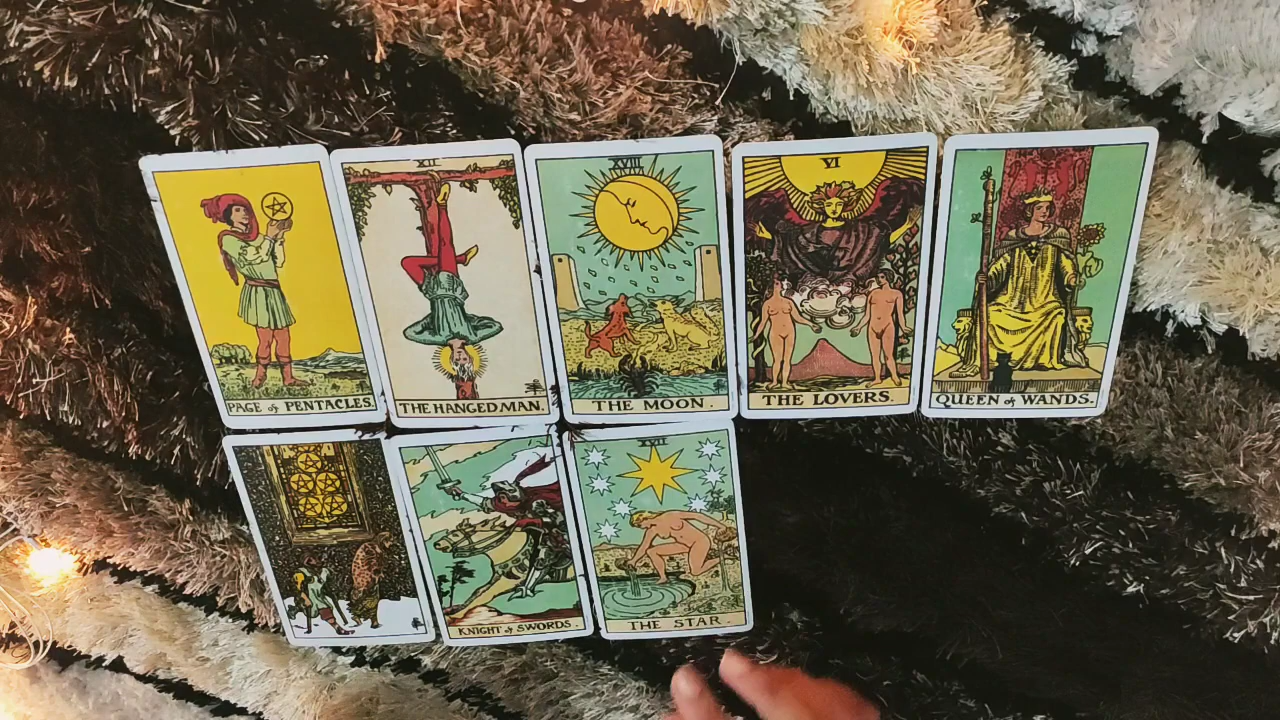 PAGE of PENTACLES.
XII
THE HANGED MAN.
XVIII
THE MOON.
VI
THE LOVERS.
QUEEN of WANDS.
KNIGHT of SWORDS.
XVII
THE STAR.